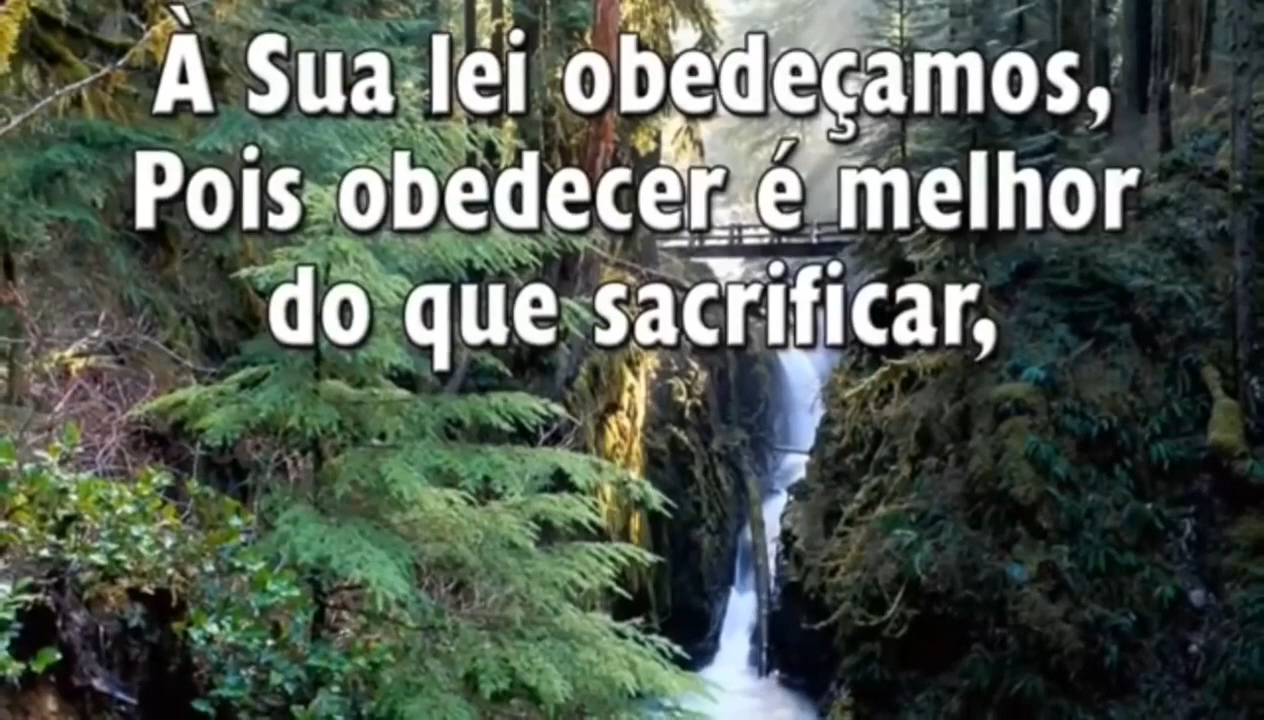 À Sua lei obedeçamos,
Pois obedecer é melhor
do que sacrificar,